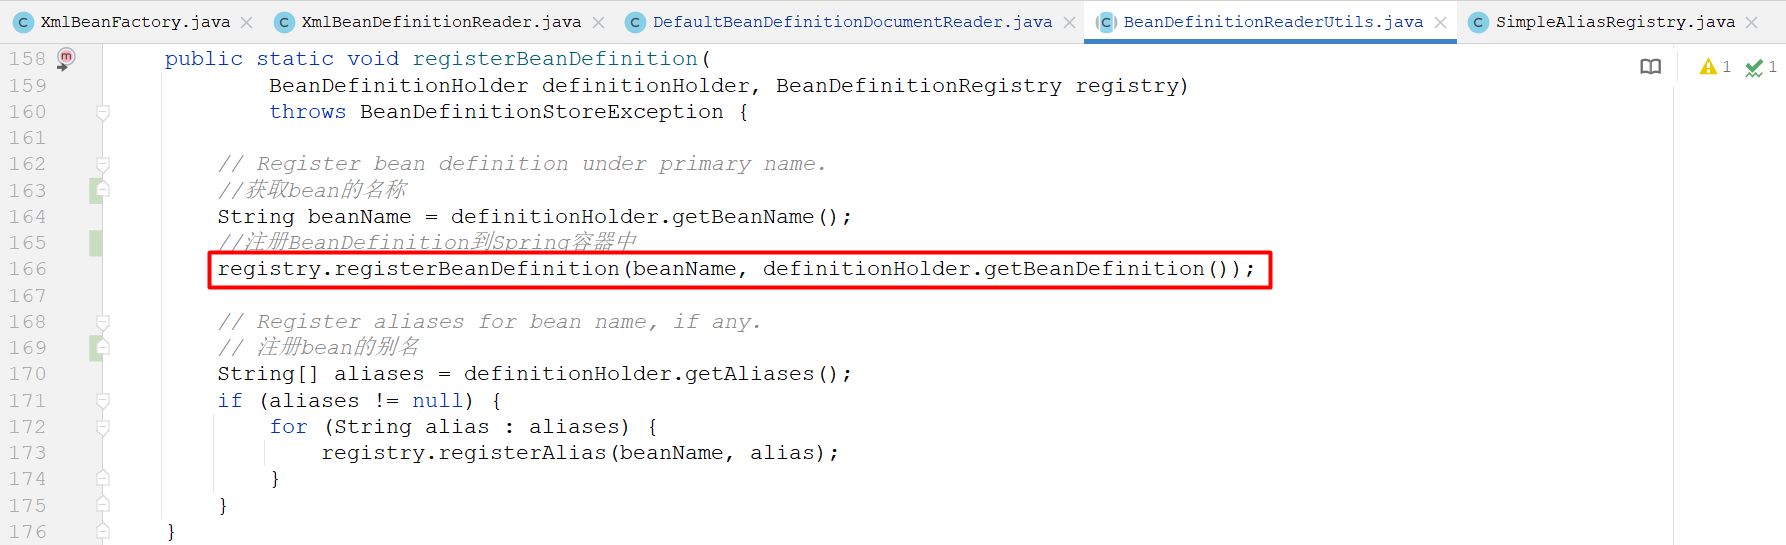 XmlBeanFactory.java XmlBeanDefinitionReader.java DefaultBeanDefinitionDocumentReader.java BeanDefinitionReaderUtils.java SimpleAliasRegistry.java
158 public static void registerBeanDefinition(
159 BeanDefinitionHolder definitionHolder, BeanDefinitionRegistry registry)
160 throws BeanDefinitionStoreException {
161
162 // Register bean definition under primary name.
163 //获取bean的名称
164 String beanName = definitionHolder.getBeanName();
165 //注册BeanDefinition到Spring容器中
166 registry.registerBeanDefinition(beanName, definitionHolder.getBeanDefinition());
167
168 // Register aliases for bean name, if any.
169 // 注册bean的别名
170 String[] aliases = definitionHolder.getAliases();
171 if (aliases != null) {
172 for (String alias : aliases) {
173 registry.registerAlias(beanName, alias);
174 }
175 }
176 }
1 1